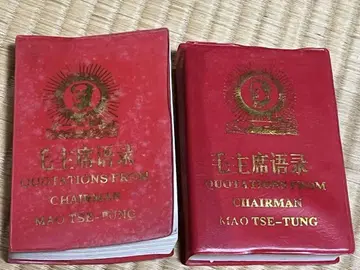 毛主席语录
QUOTATIONS FROM
CHAIRMAN
MAO TSE-TUNG
毛主席语录
QUOTATIONS FROM
CHAIRMAN
MAO TSE-TUNG